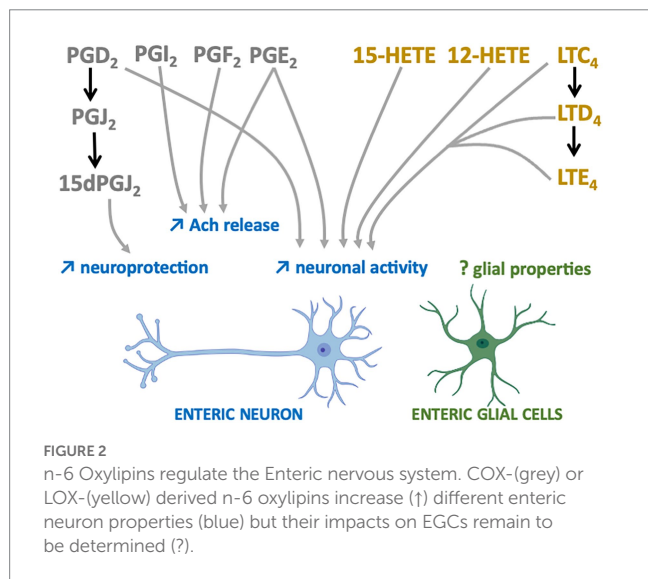 PGD₂ PGI₂ PGF₂ PGE₂ 15-HETE 12-HETE LTC₄
PGJ₂ LTD₄
15dPGJ₂ LTE₄
↗ Ach release
↗ neuroprotection ↗ neuronal activity ? glial properties
ENTERIC NEURON ENTERIC GLIAL CELLS
FIGURE 2
n-6 Oxylipins regulate the Enteric nervous system. COX-(grey) or
LOX-(yellow) derived n-6 oxylipins increase (↑) different enteric
neuron properties (blue) but their impacts on EGCs remain to
be determined (?).